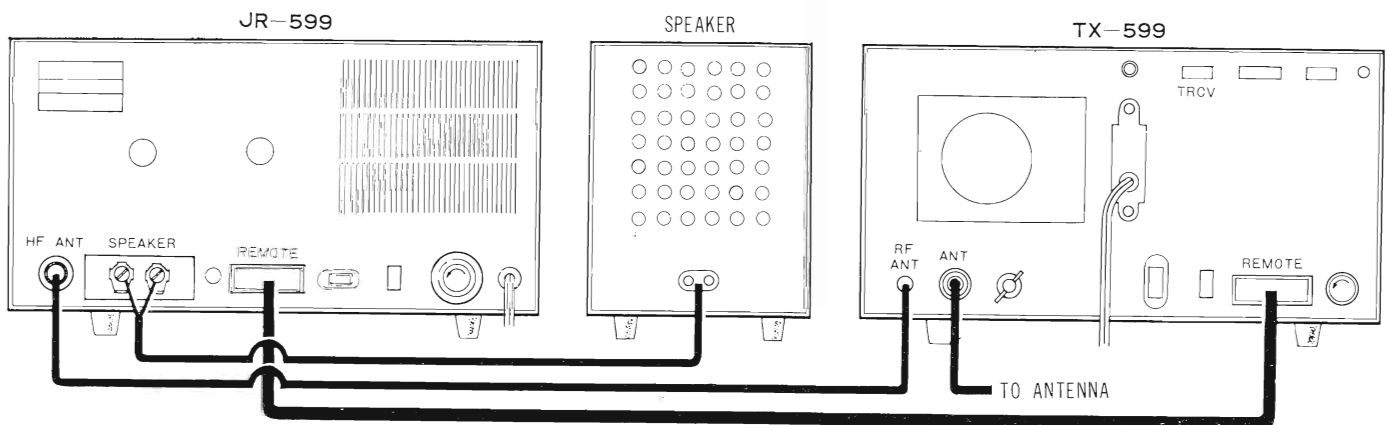 JR-599
SPEAKER
TX-599
TRCV
HF ANT
SPEAKER
REMOTE
RF
ANT
ANT
REMOTE
TO ANTENNA